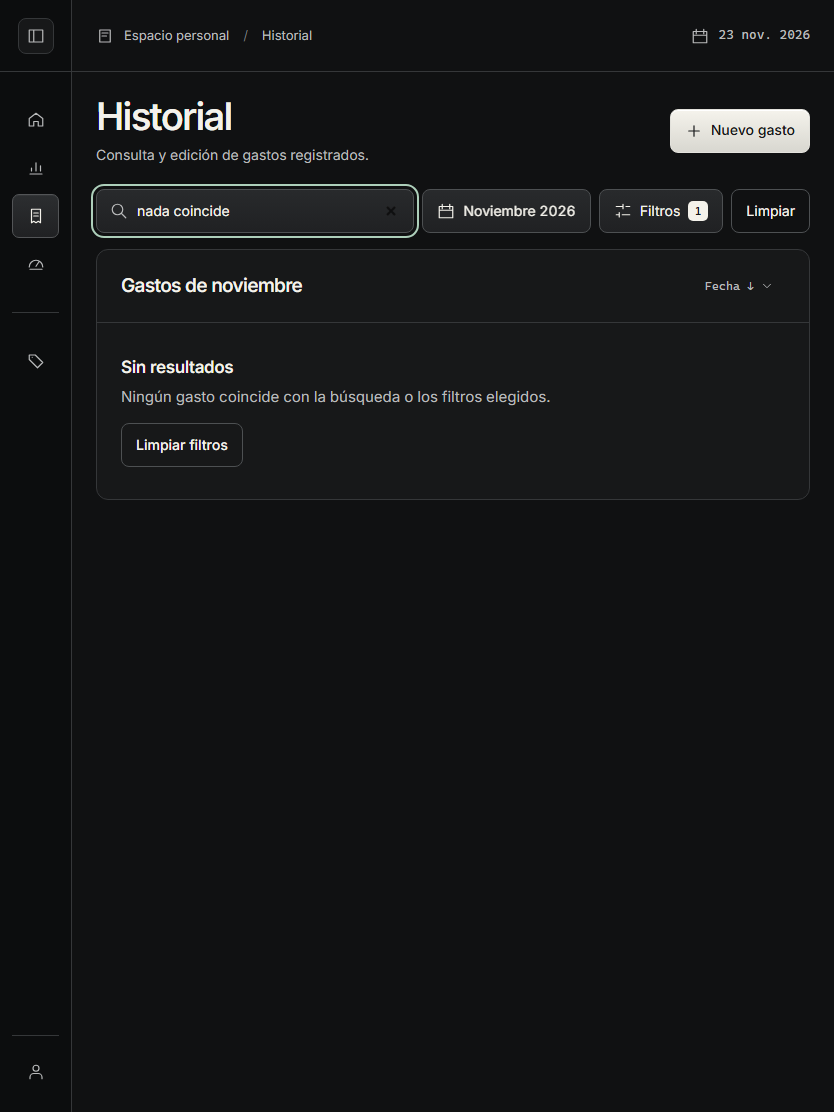 Espacio personal / Historial
23 nov. 2026
Historial
Consulta y edición de gastos registrados.
+ Nuevo gasto
nada coincide
Noviembre 2026
Filtros 1
Limpiar
Gastos de noviembre
Fecha ↓
Sin resultados
Ningún gasto coincide con la búsqueda o los filtros elegidos.
Limpiar filtros